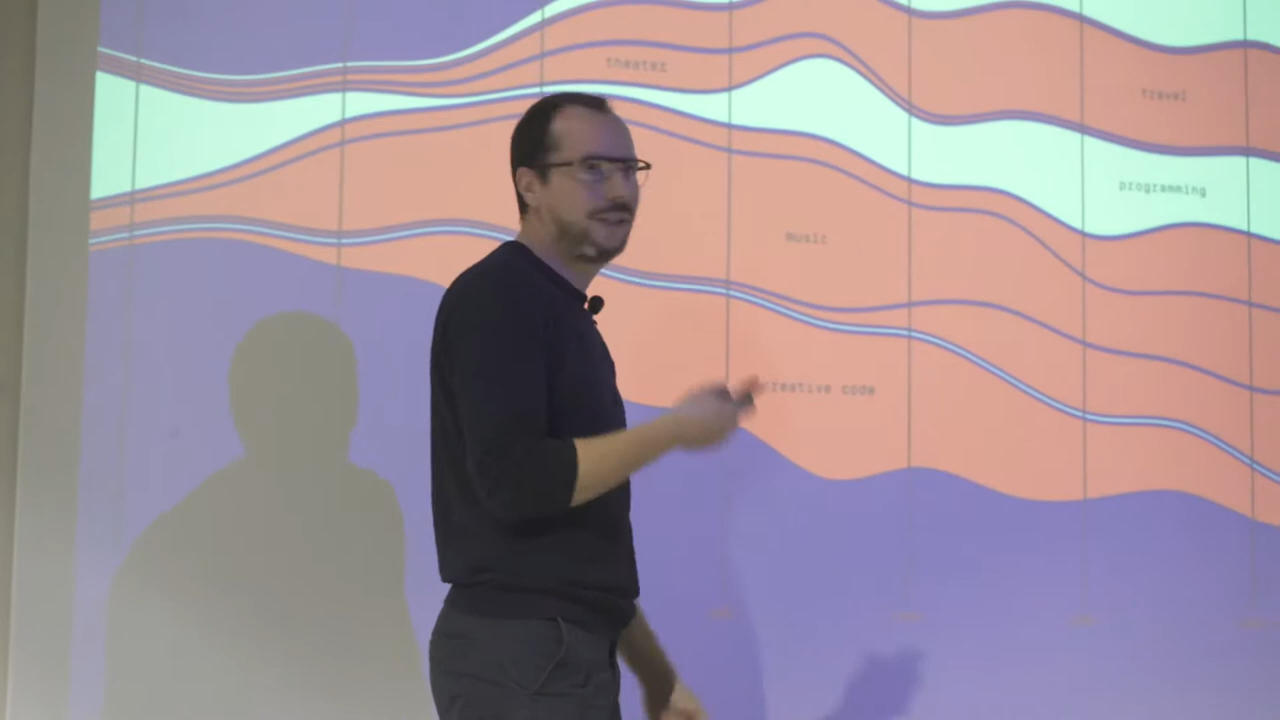 theater
travel
programming
music
creative code